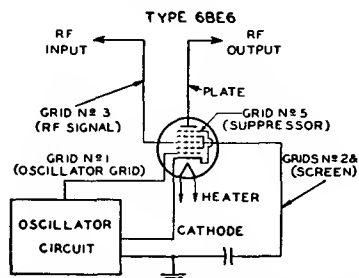 TYPE 6BE6
RF
INPUT
RF
OUTPUT
PLATE
GRID Nº 3
(RF SIGNAL)
GRID Nº 5
(SUPPRESSOR)
GRID Nº 1
(OSCILLATOR GRID)
GRIDS Nº 2&
(SCREEN)
HEATER
CATHODE
OSCILLATOR
CIRCUIT